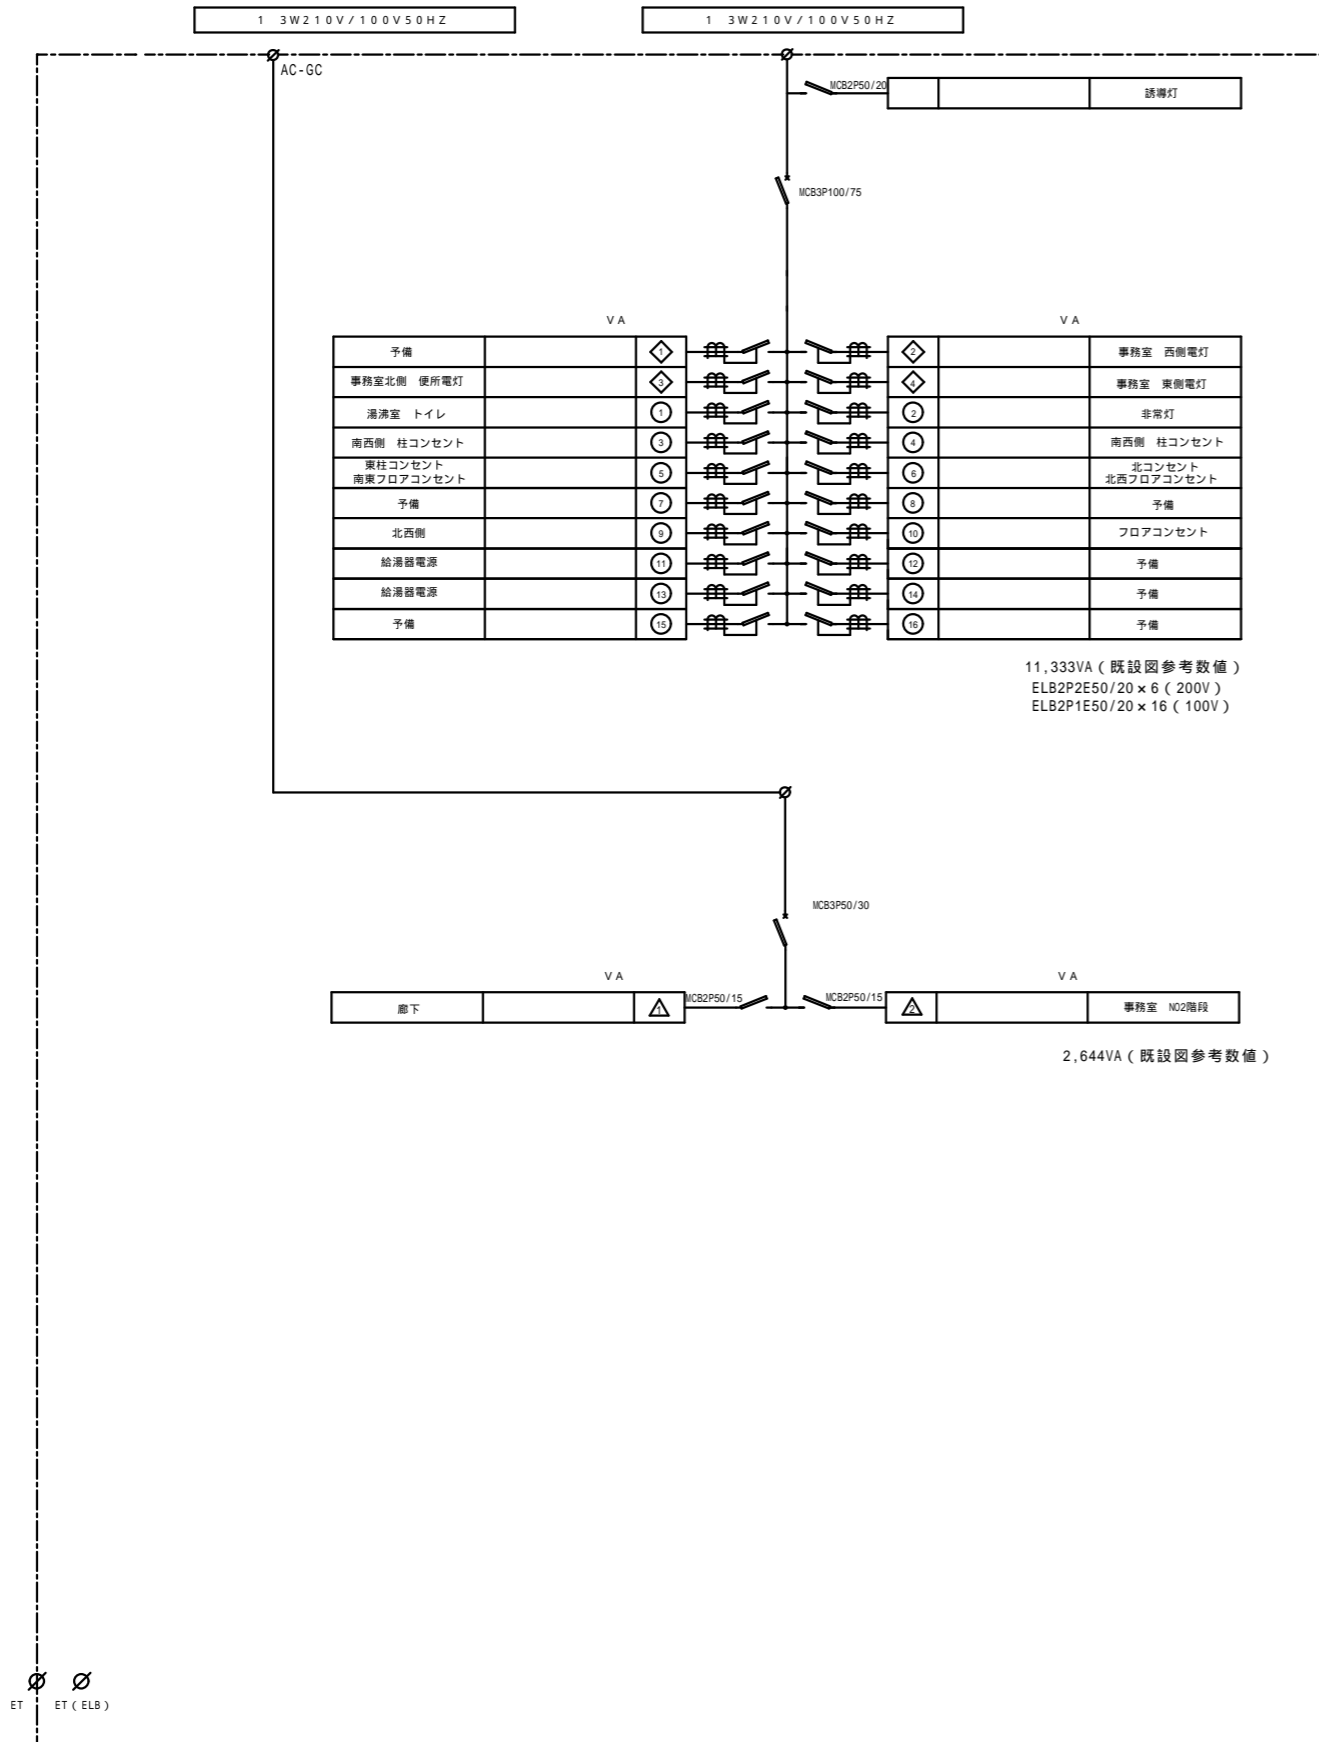 1 3W210V/100V50HZ
1 3W210V/100V50HZ
AC-GC
MCB2P50/20
誘導灯
MCB3P100/75
VA
VA
予備 1
2 事務室 西側電灯
事務室北側 便所電灯 3
4 事務室 東側電灯
湯沸室 トイレ 1
2 非常灯
南西側 柱コンセント 3
4 南西側 柱コンセント
東柱コンセント
南東フロアコンセント
5
6
北コンセント
北西フロアコンセント
予備 7
8 予備
北西側 9
10 フロアコンセント
給湯器電源 11
12 予備
給湯器電源 13
14 予備
予備 15
16 予備
11,333VA(既設図参考数値)
ELB2P2E50/20×6(200V)
ELB2P1E50/20×16(100V)
MCB3P50/30
VA
VA
廊下 1 MCB2P50/15
MCB2P50/15 2 事務室 NO2階段
2,644VA(既設図参考数値)
ET
ET(ELB)